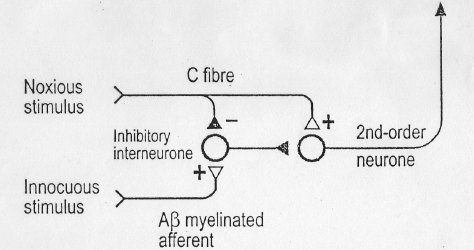 C fibre
Noxious
stimulus
−
+
2nd-order
neurone
Inhibitory
interneurone
+
Innocuous
stimulus
Aβ myelinated
afferent